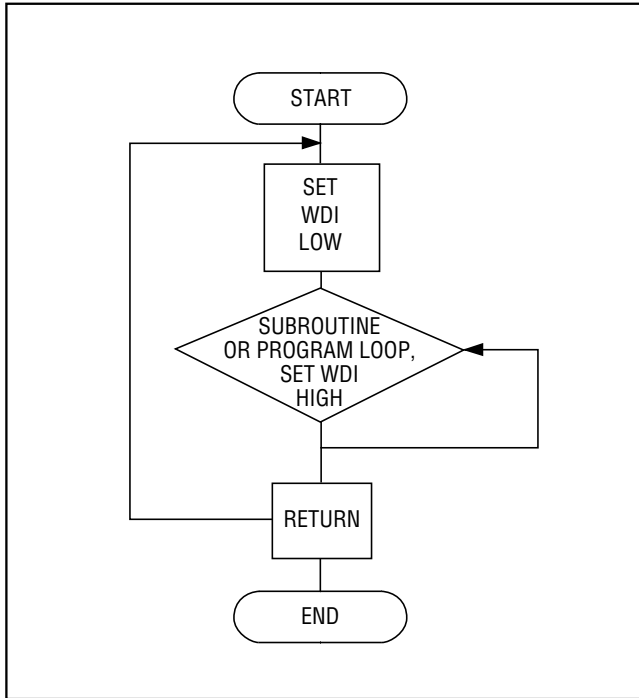 START
SET
WDI
LOW
SUBROUTINE
OR PROGRAM LOOP,
SET WDI
HIGH
RETURN
END